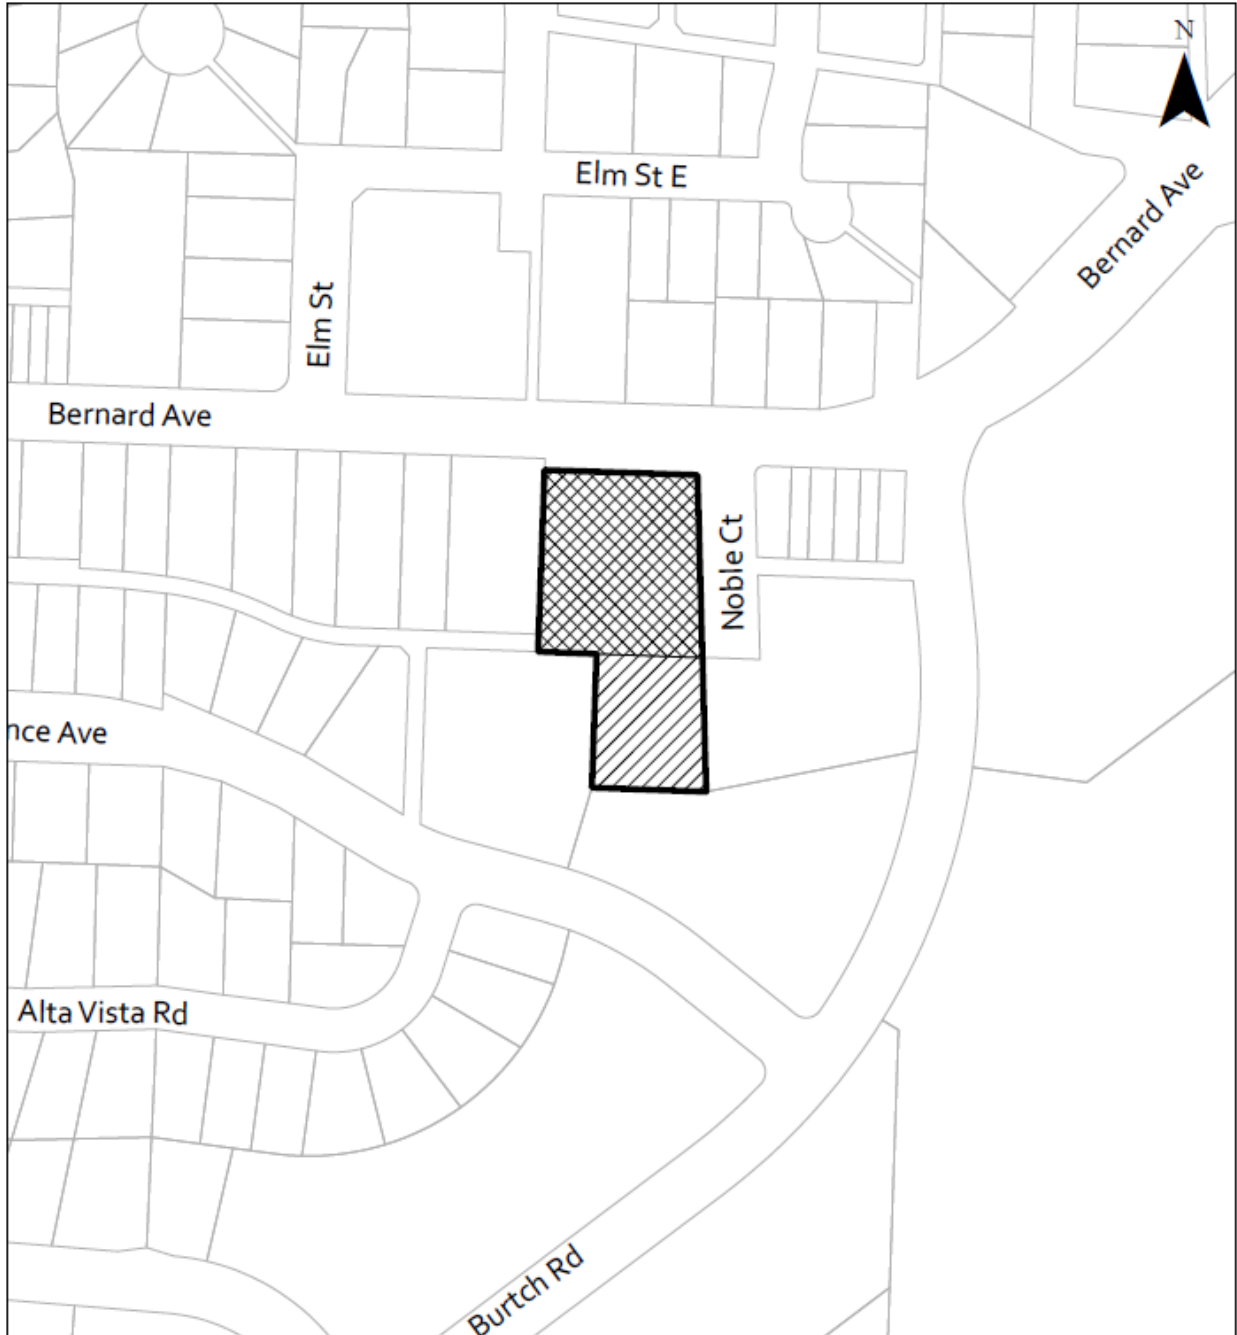 N
Elm St E
Bernard Ave
Elm St
Bernard Ave
Noble Ct
nce Ave
Alta Vista Rd
Burtch Rd